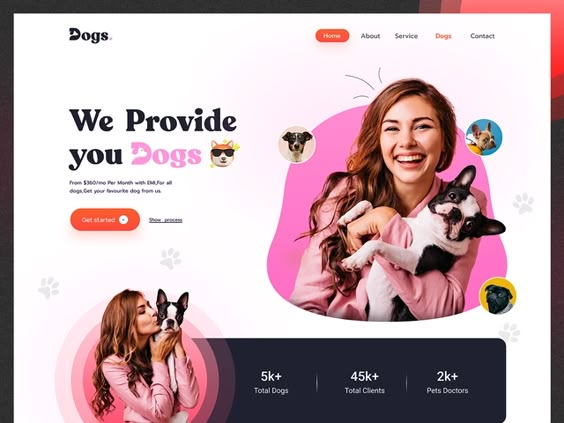 Dogs
Home About Service Dogs Contact
We Provide
you Dogs
From $360/mo Per Month with EMI,For all
dogs,Get your favourite dog from us.
Get started Show process
5k+ 45k+ 2k+
Total Dogs Total Clients Pets Doctors